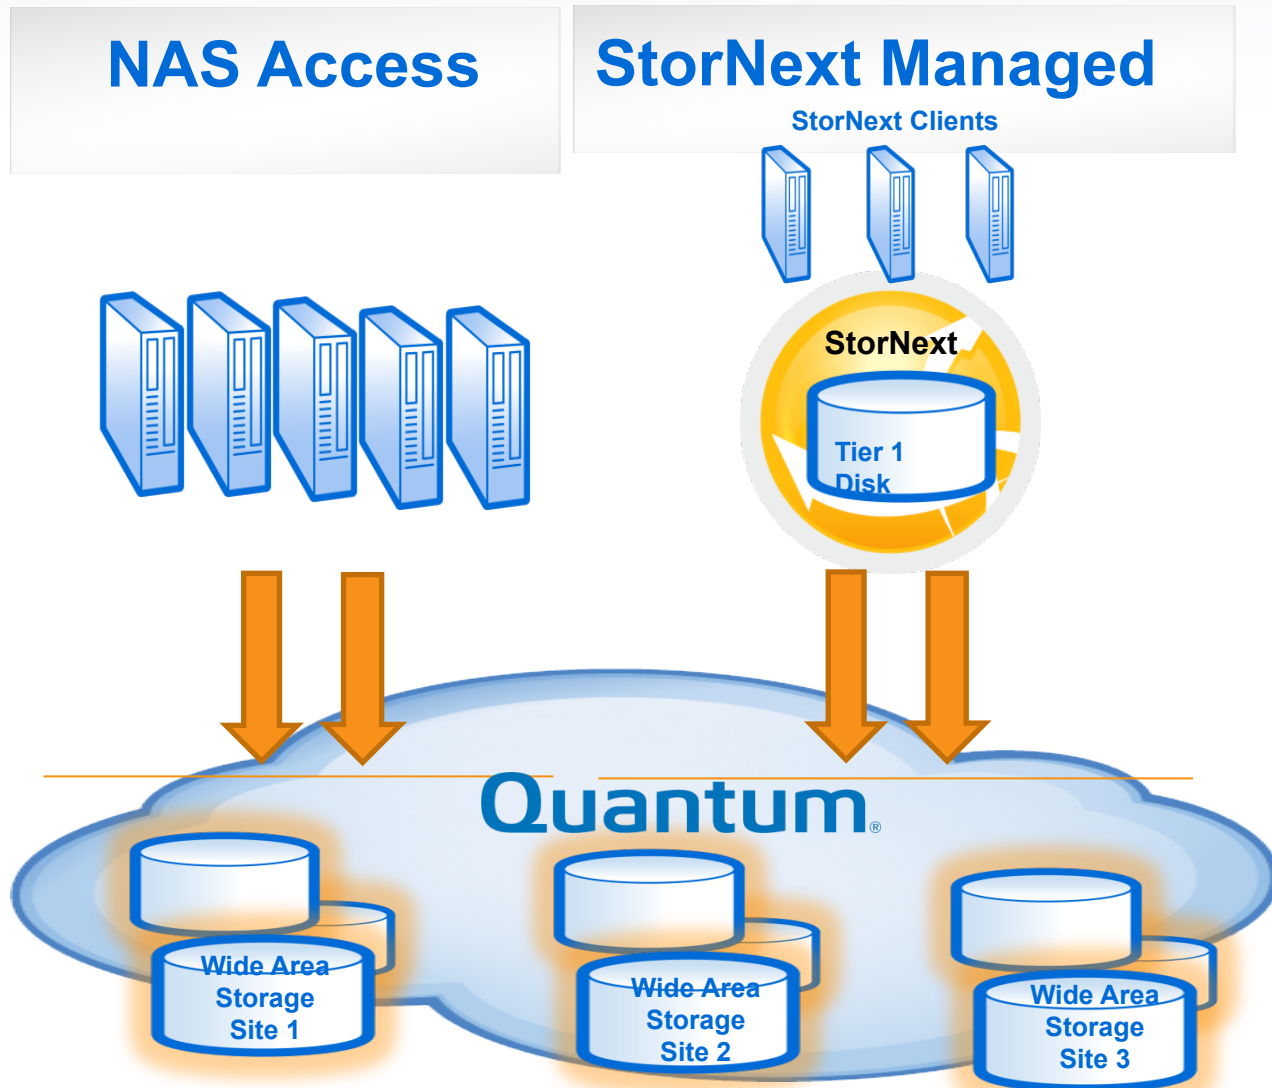 NAS Access
StorNext Managed
StorNext Clients
StorNext
Tier 1
Disk
Quantum®
Wide Area
Storage
Site 1
Wide Area
Storage
Site 2
Wide Area
Storage
Site 3